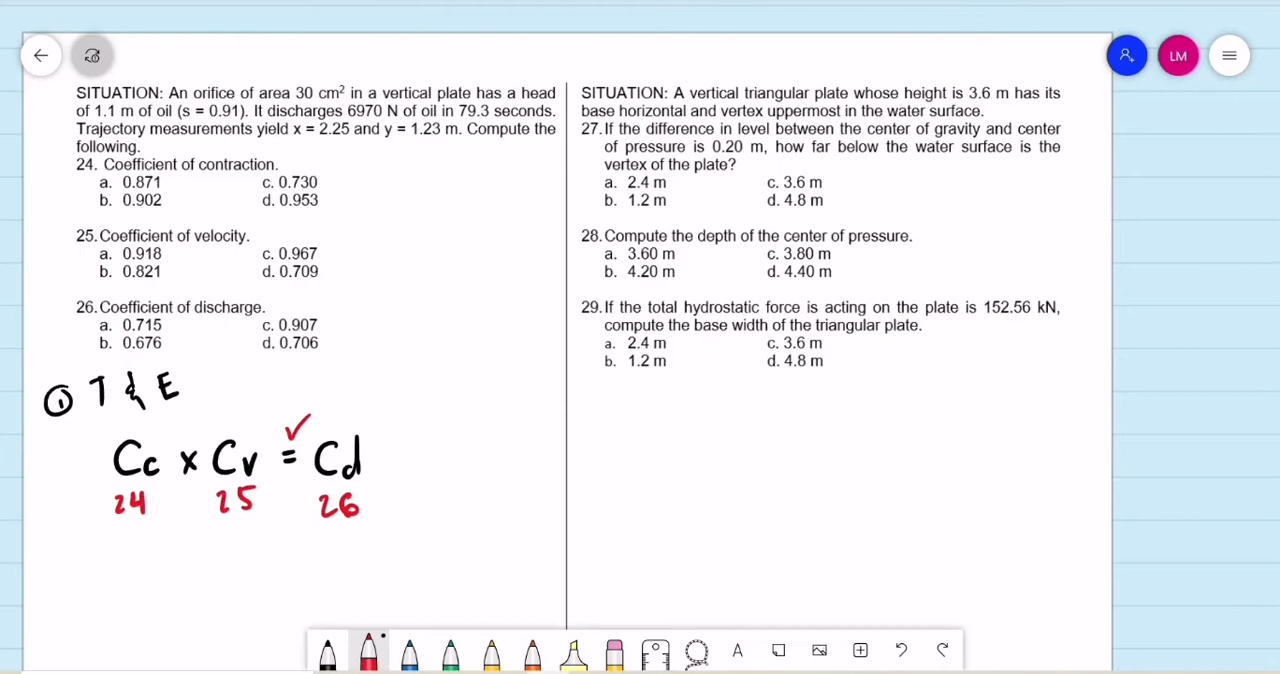 LM
SITUATION: An orifice of area 30 cm² in a vertical plate has a head
of 1.1 m of oil (s = 0.91). It discharges 6970 N of oil in 79.3 seconds.
Trajectory measurements yield x = 2.25 and y = 1.23 m. Compute the
following.
24. Coefficient of contraction.
a. 0.871 c. 0.730
b. 0.902 d. 0.953
25. Coefficient of velocity.
a. 0.918 c. 0.967
b. 0.821 d. 0.709
26. Coefficient of discharge.
a. 0.715 c. 0.907
b. 0.676 d. 0.706
① T & E
Cc x Cv = Cd
24 25 26
SITUATION: A vertical triangular plate whose height is 3.6 m has its
base horizontal and vertex uppermost in the water surface.
27. If the difference in level between the center of gravity and center
of pressure is 0.20 m, how far below the water surface is the
vertex of the plate?
a. 2.4 m c. 3.6 m
b. 1.2 m d. 4.8 m
28. Compute the depth of the center of pressure.
a. 3.60 m c. 3.80 m
b. 4.20 m d. 4.40 m
29. If the total hydrostatic force is acting on the plate is 152.56 kN,
compute the base width of the triangular plate.
a. 2.4 m c. 3.6 m
b. 1.2 m d. 4.8 m
A